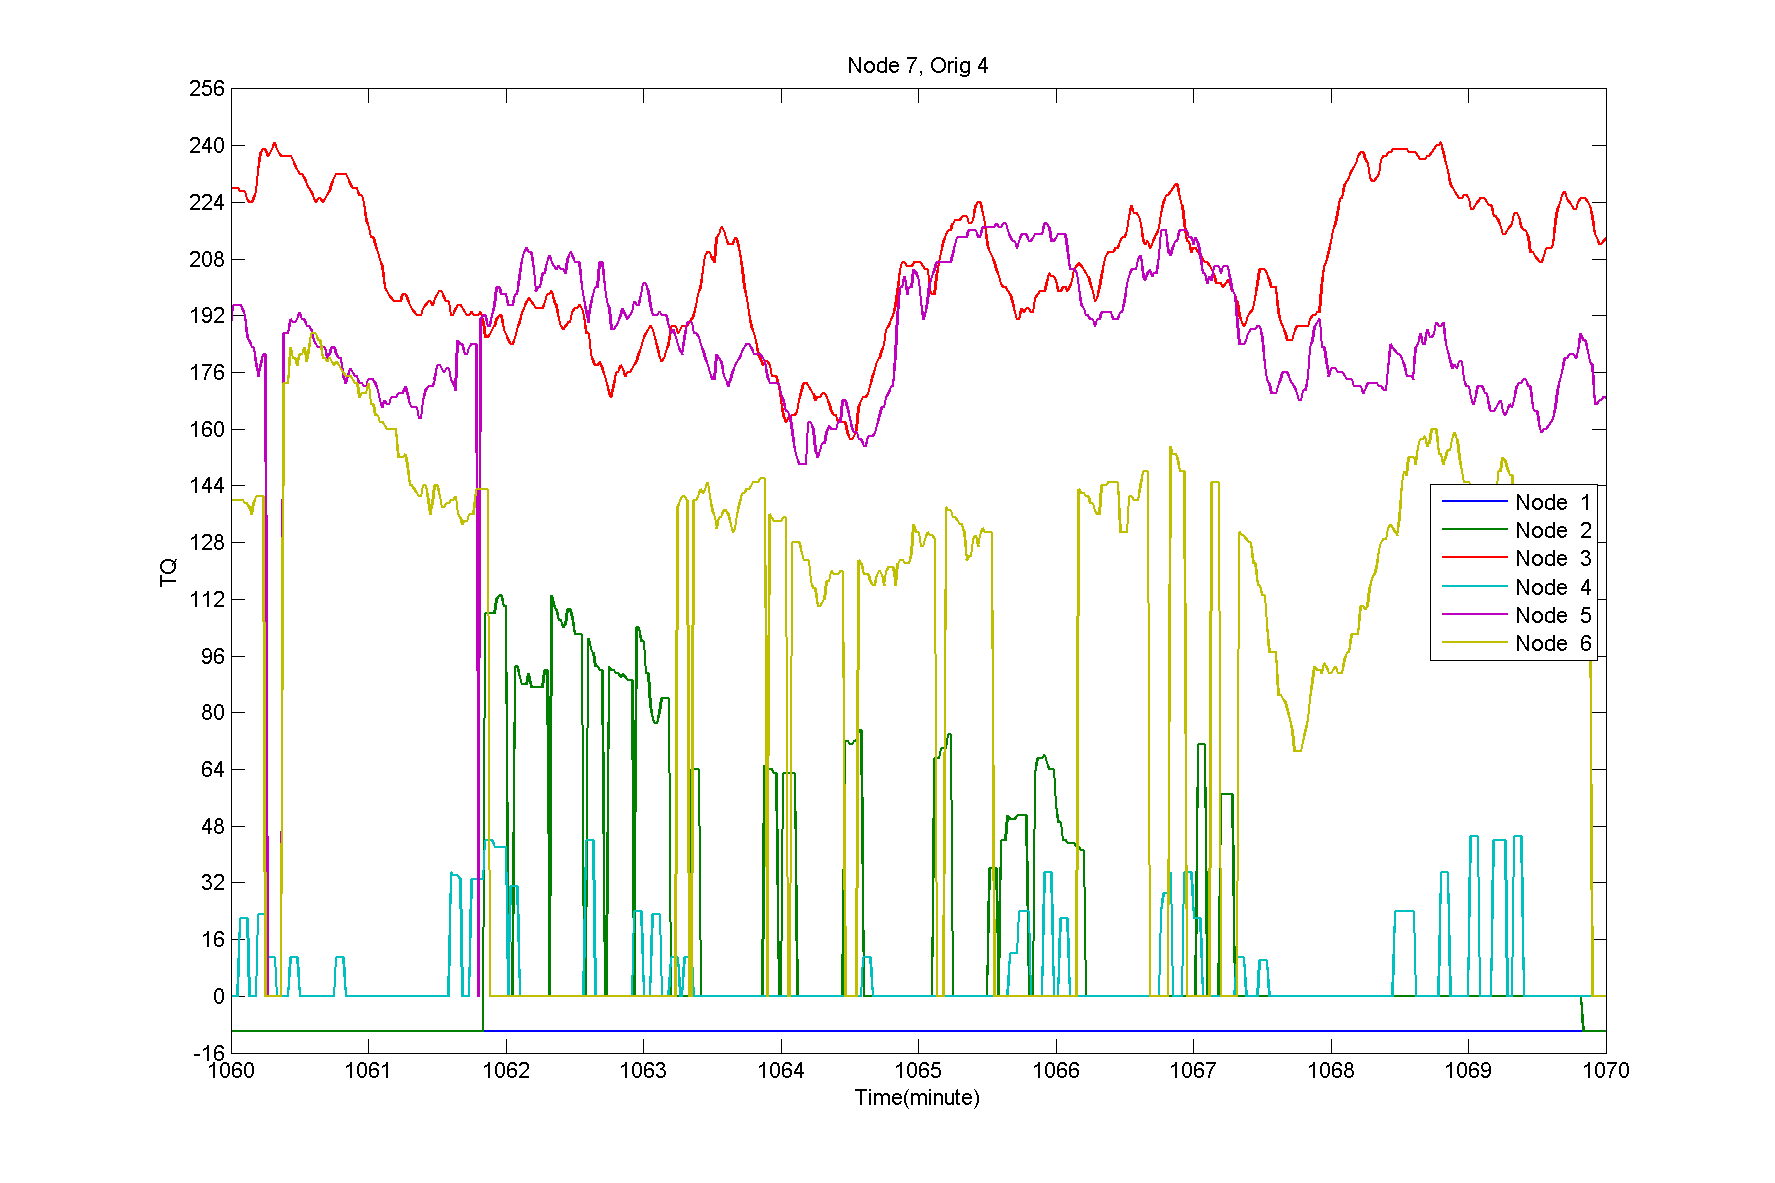 Node 7, Orig 4
256
240
224
208
192
176
160
144
128
112
96
80
64
48
32
16
0
-16
TQ
Node 1
Node 2
Node 3
Node 4
Node 5
Node 6
1060 1061 1062 1063 1064 1065 1066 1067 1068 1069 1070
Time(minute)